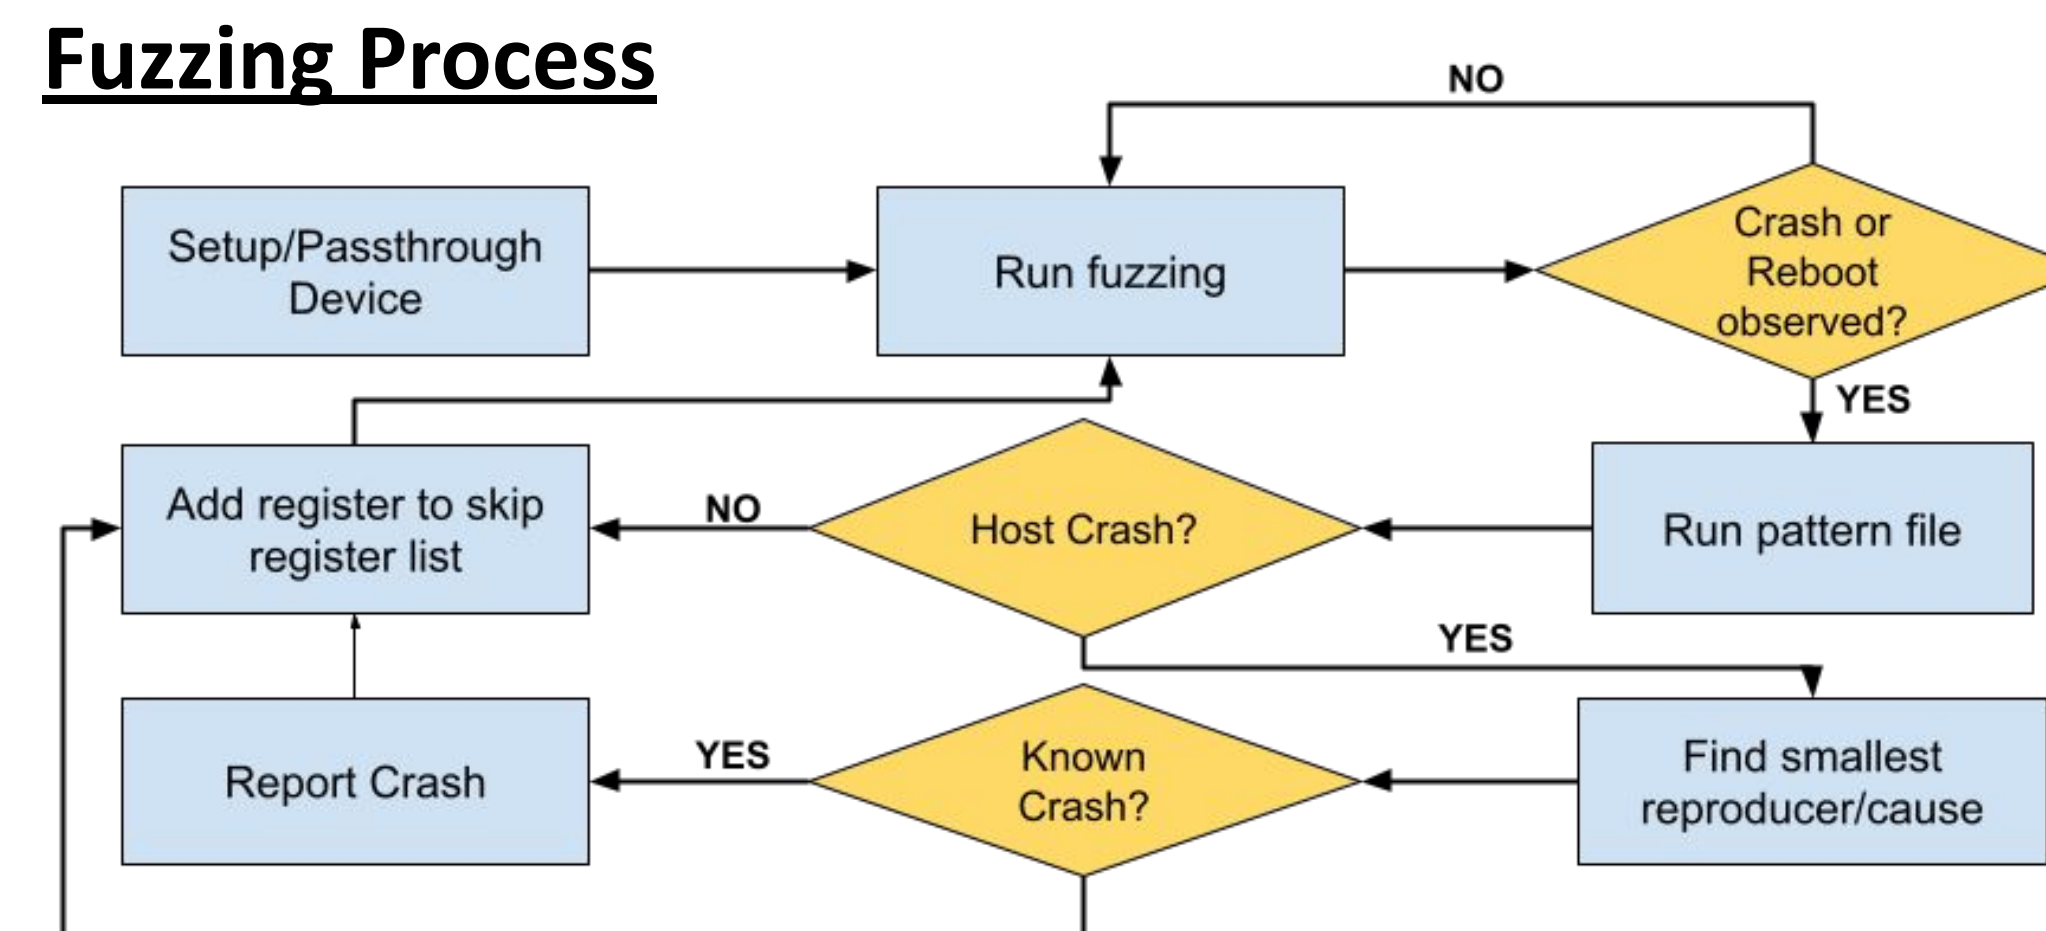 Fuzzing Process
NO
Setup/Passthrough
Device
Run fuzzing
Crash or
Reboot
observed?
YES
Add register to skip
register list
NO
Host Crash?
Run pattern file
YES
Report Crash
YES
Known
Crash?
Find smallest
reproducer/cause